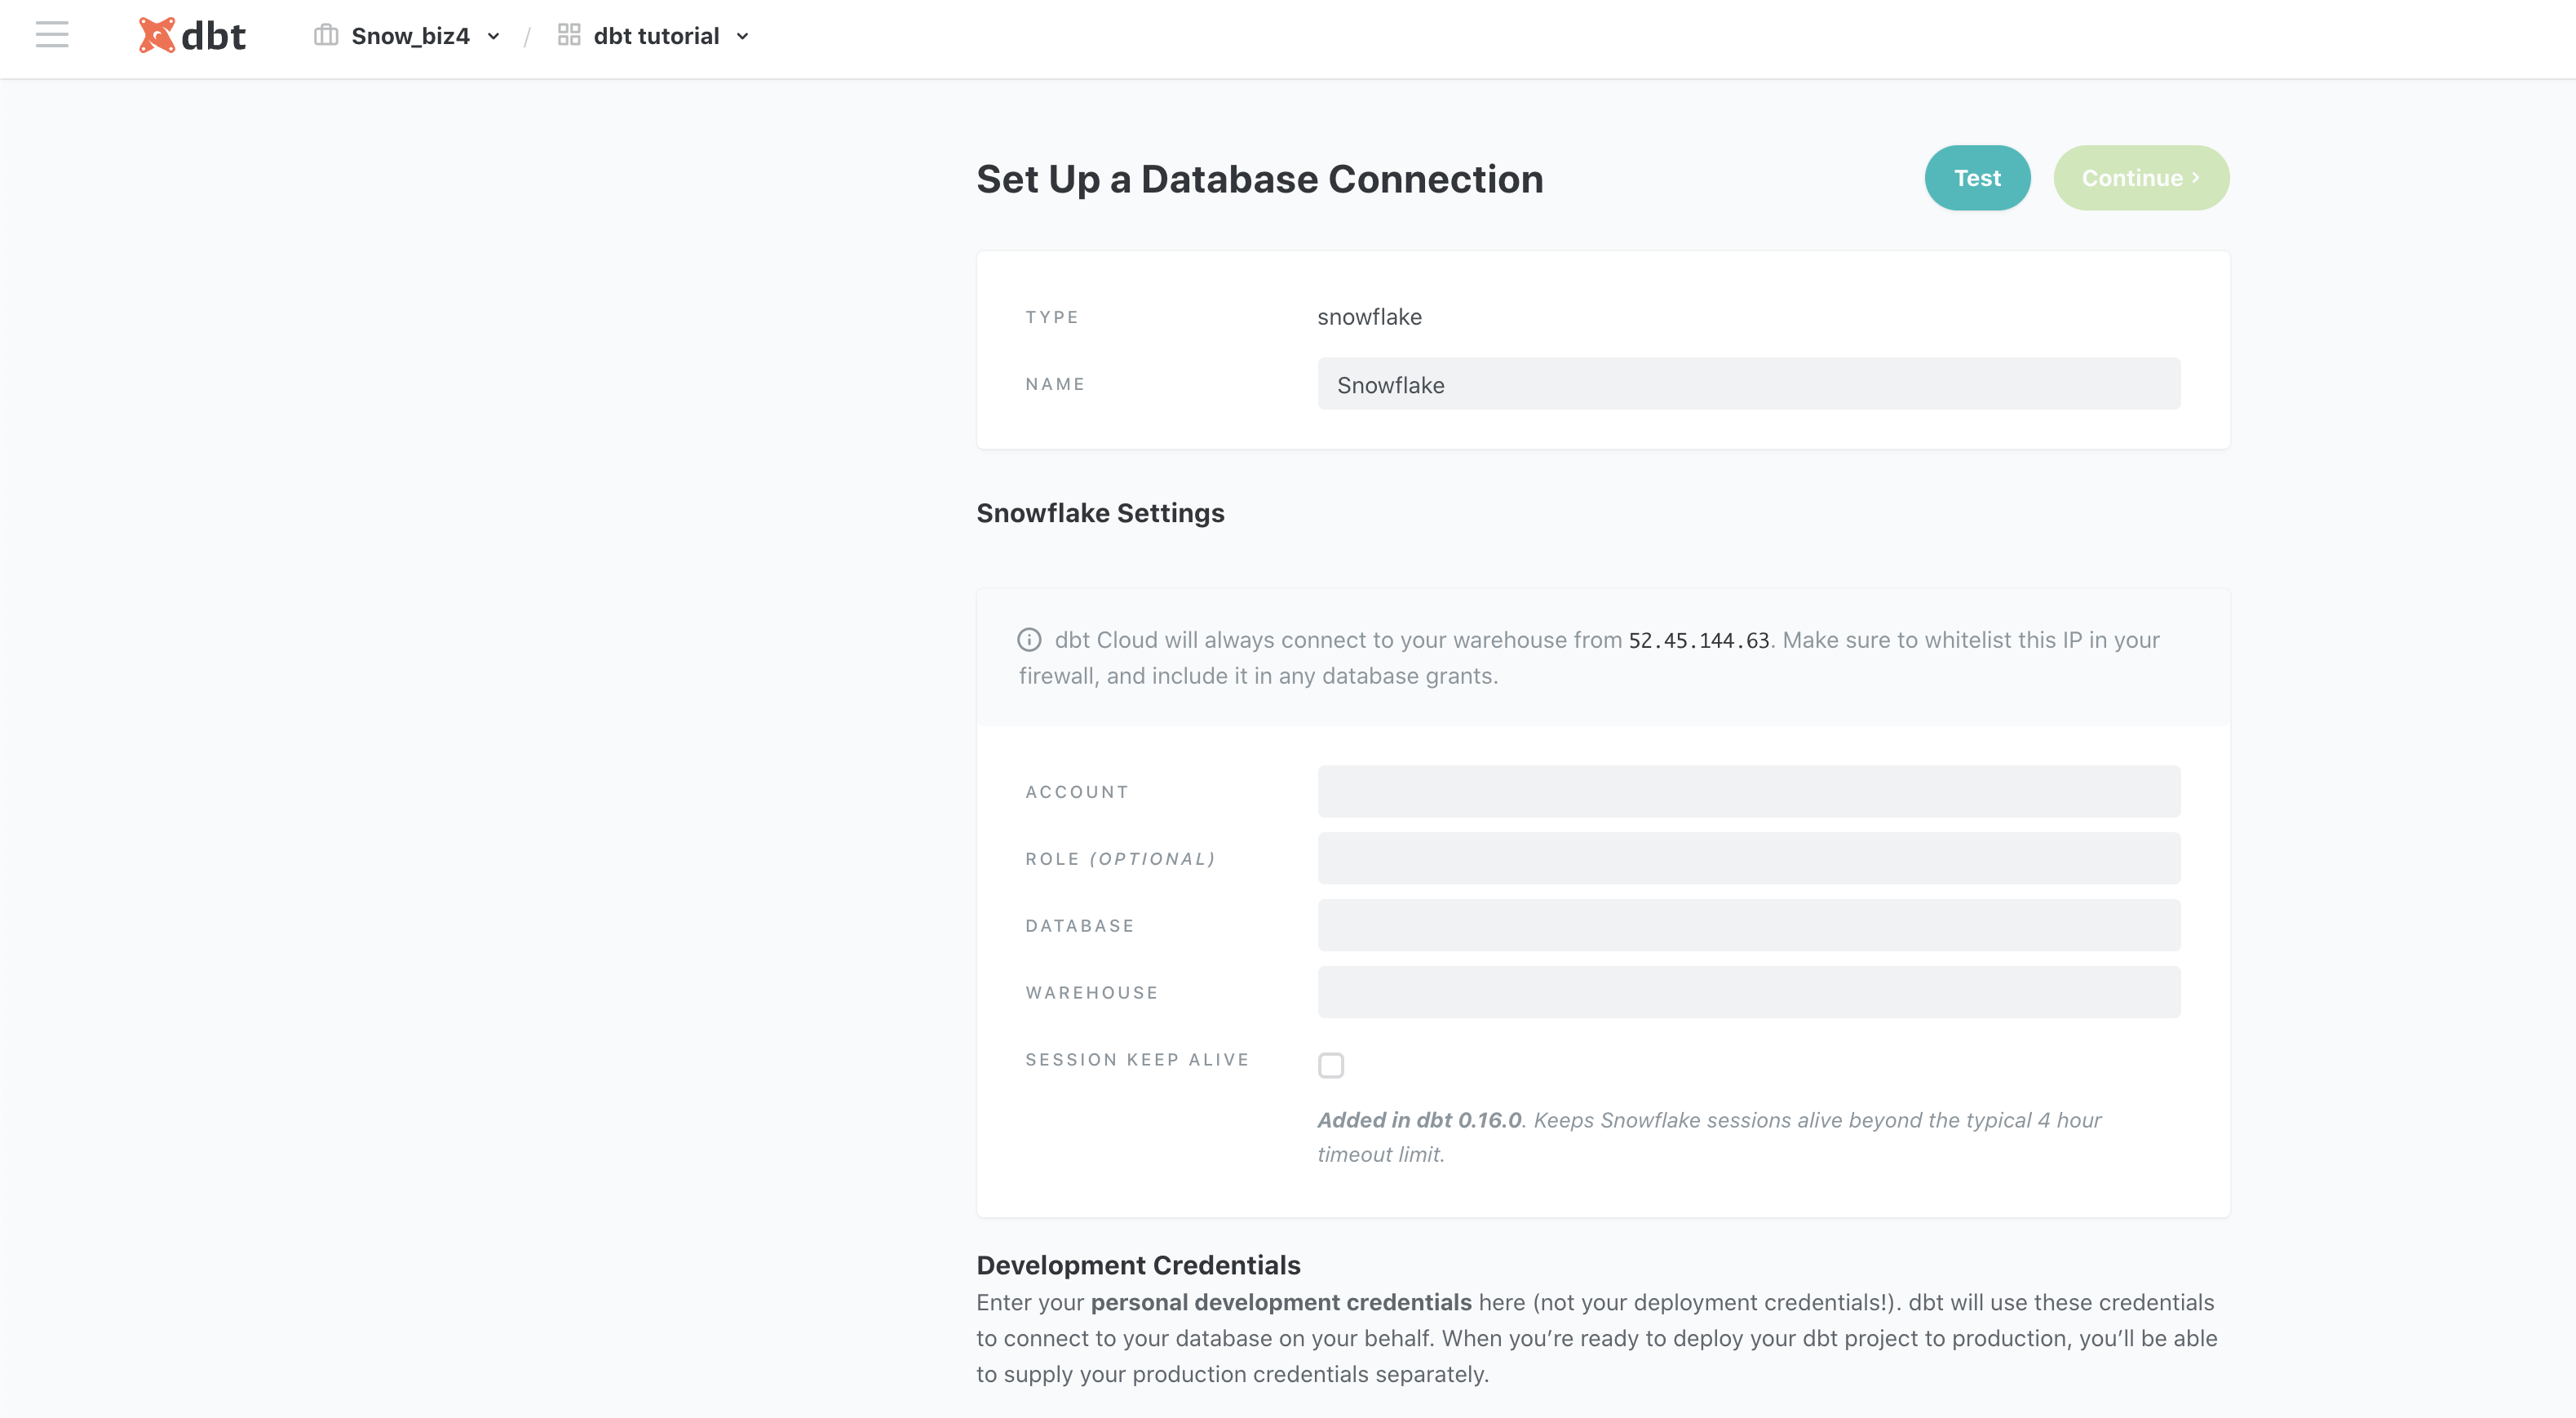 dbt Snow_biz4 / dbt tutorial
Set Up a Database Connection
Test
Continue ›
TYPE snowflake
NAME Snowflake
Snowflake Settings
dbt Cloud will always connect to your warehouse from 52.45.144.63. Make sure to whitelist this IP in your
firewall, and include it in any database grants.
ACCOUNT
ROLE (OPTIONAL)
DATABASE
WAREHOUSE
SESSION KEEP ALIVE
Added in dbt 0.16.0. Keeps Snowflake sessions alive beyond the typical 4 hour
timeout limit.
Development Credentials
Enter your personal development credentials here (not your deployment credentials!). dbt will use these credentials
to connect to your database on your behalf. When you’re ready to deploy your dbt project to production, you’ll be able
to supply your production credentials separately.